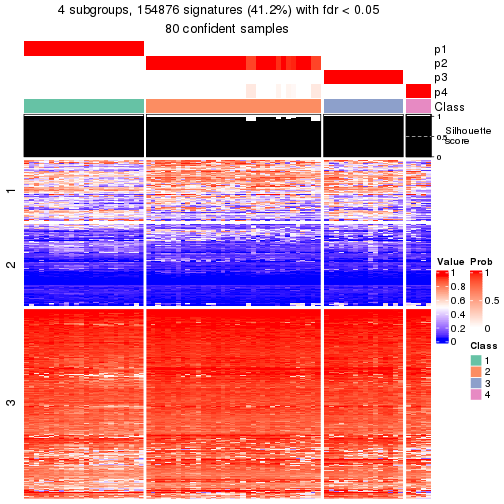 4 subgroups, 154876 signatures (41.2%) with fdr < 0.05
80 confident samples
p1
p2
p3
p4
Class
1
0.5
0
Silhouette
score
1
2
3
Value
1
0.8
0.6
0.4
0.2
0
Prob
1
0.5
0
Class
1
2
3
4